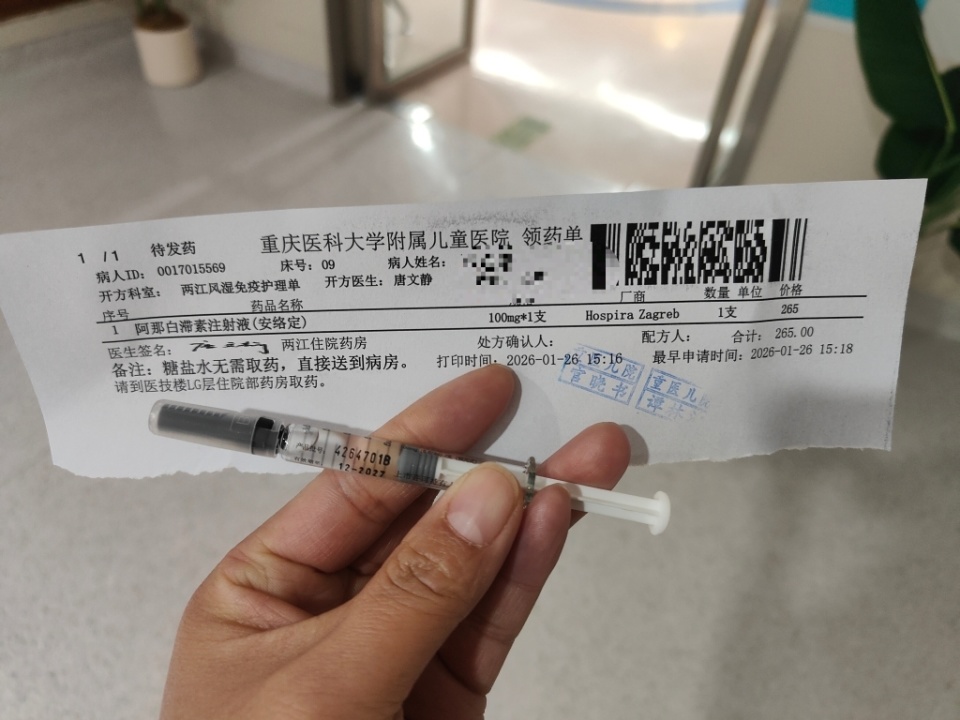 1 /1 待发药 重庆医科大学附属儿童医院 领药单
病人ID: 0017015569 床号: 09 病人姓名:
开方科室: 两江风湿免疫护理单 开方医生: 唐文静
序号 药品名称 厂商 数量 单位 价格
1 阿那白滞素注射液(安络定) 100mg*1支 Hospira Zagreb 1支 265
医生签名: 两江住院药房 处方确认人: 配方人: 合计: 265.00
备注: 糖盐水无需取药，直接送到病房。 打印时间: 2026-01-26 15:16 最早申请时间: 2026-01-26 15:18
请到医技楼LG层住院部药房取药。
重医儿
4264701B
12-2027